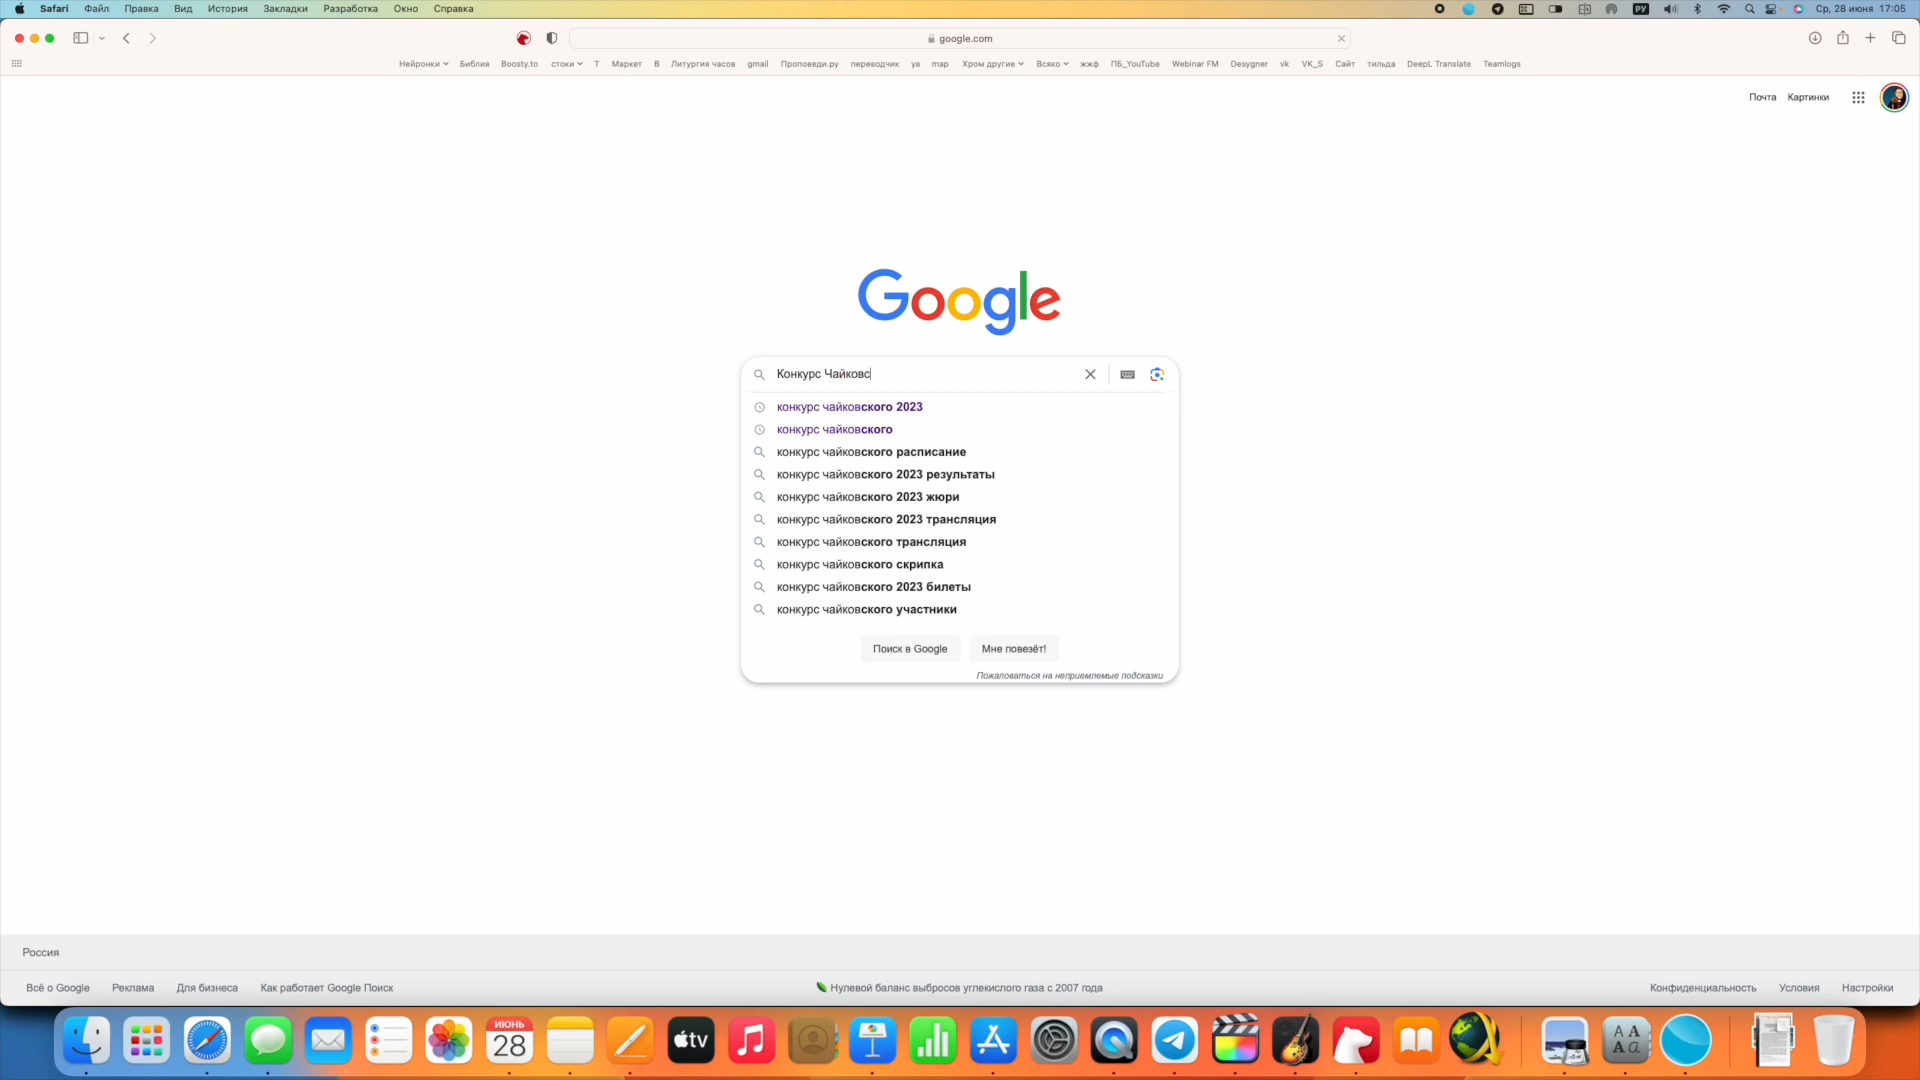 Safari Файл Правка Вид История Закладки Разработка Окно Справка РУ Ср, 28 июня 17:05
google.com
Нейронки Библия Boosty.to стоки Т Маркет В Литургия часов gmail Проповеди.ру переводчик ya map Хром другие Всяко жжф ПБ_YouTube Webinar FM Desygner vk VK_S Сайт тильда DeepL Translate Teamlogs
Почта Картинки
Google
Конкурс Чайковс
конкурс чайковского 2023
конкурс чайковского
конкурс чайковского расписание
конкурс чайковского 2023 результаты
конкурс чайковского 2023 жюри
конкурс чайковского 2023 трансляция
конкурс чайковского трансляция
конкурс чайковского скрипка
конкурс чайковского 2023 билеты
конкурс чайковского участники
Поиск в Google Мне повезёт!
Пожаловаться на неприемлемые подсказки
Россия
Всё о Google Реклама Для бизнеса Как работает Google Поиск Нулевой баланс выбросов углекислого газа с 2007 года Конфиденциальность Условия Настройки
ИЮНЬ
28
tv
A A
A a